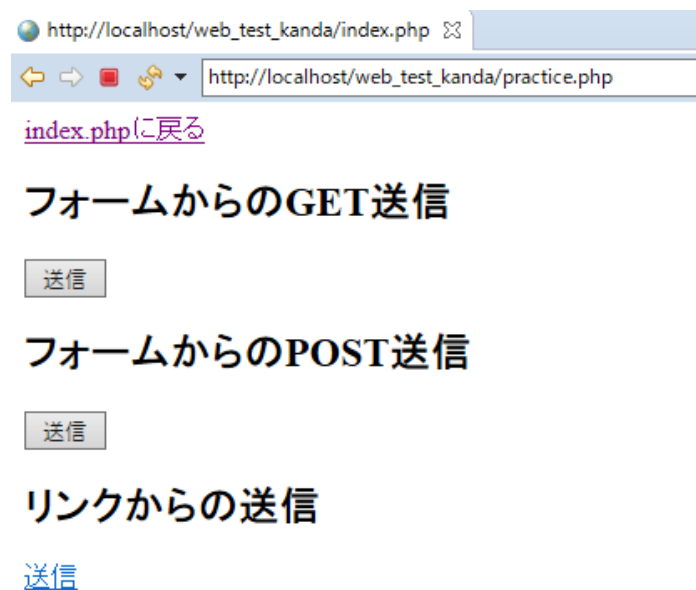 http://localhost/web_test_kanda/index.php
http://localhost/web_test_kanda/practice.php
index.phpに戻る
フォームからのGET送信
送信
フォームからのPOST送信
送信
リンクからの送信
送信